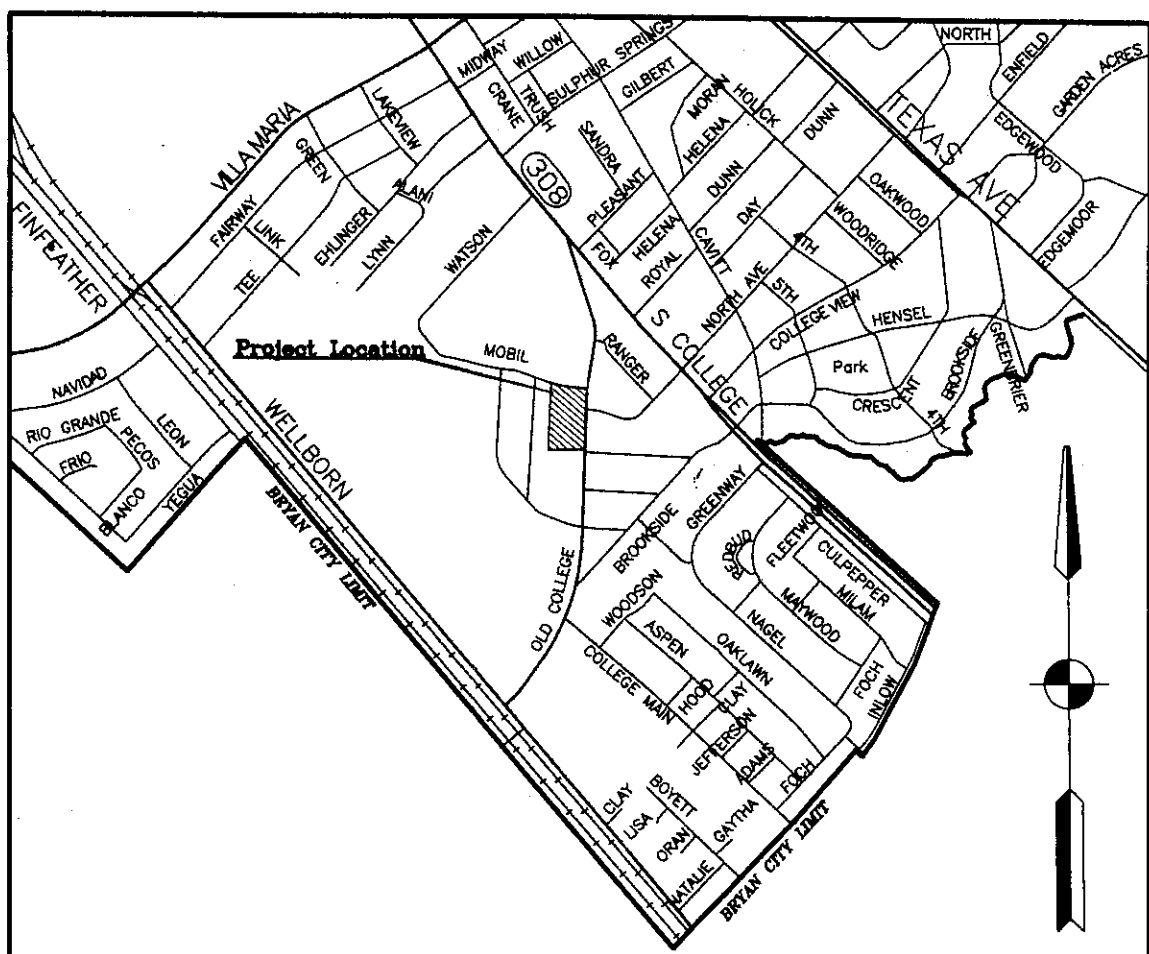 NORTH
ENFIELD
GARDEN ACRES
MIDWAY
WILLOW
SULPHUR SPRINGS
GILBERT
CRANE
TRUSH
MORAN
HOLICK
TEXAS AVE
LAKEVIEW
VILLA MARIA
GREEN
SANDRA
HELENA
DUNN
EDGEWOOD
308
ALANI
PLEASANT
DUNN
OAKWOOD
FAIRWAY
LINK
EHLINGER
LYNN
WATSON
FOX
HELENA
ROYAL
CAVITT
DAY
4TH
WOODRIDGE
EDGEMOOR
FINFEATHER
TEE
NORTH AVE
5TH
COLLEGE VIEW
HENSEL
S COLLEGE
Project Location
MOBIL
RANGER
Park
CRESCENT
BROOKSIDE
GREENBRIER
4TH
NAVIDAD
RIO GRANDE
PECOS
LEON
FRIO
BLANCO
YEGUA
WELLBORN
BRYAN CITY LIMIT
BROOKSIDE
GREENWAY
REDBUD
FLEETWOOD
CULPEPPER
MILAM
MAYWOOD
NAGEL
OLD COLLEGE
WOODSON
ASPEN
OAKLAWN
COLLEGE MAIN
HOOD
CLAY
FOCH
INLOW
JEFFERSON
ADAMS
FOCH
CLAY
BOYETT
LISA
ORAN
GAYTHA
NATALIE
BRYAN CITY LIMIT